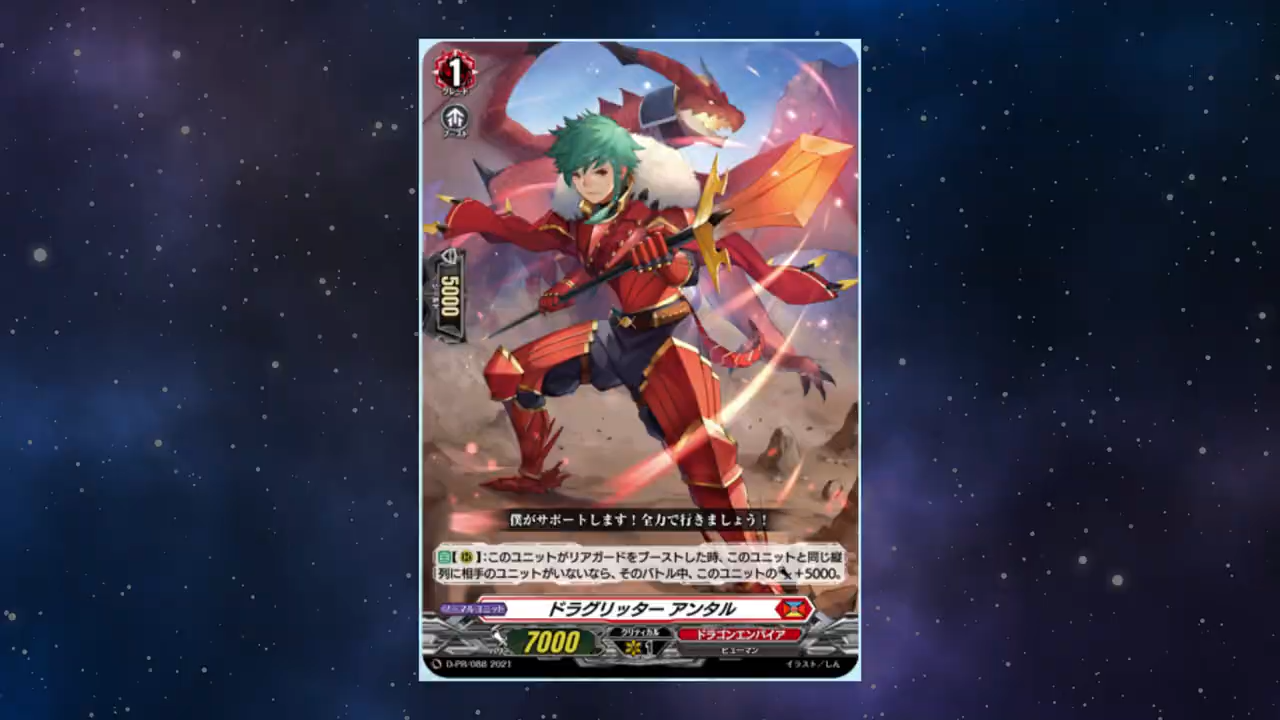 1
グレード
ブースト
5000
僕がサポートします！全力で行きましょう！
自【R】：このユニットがリアガードをブーストした時、このユニットと同じ縦
列に相手のユニットがいないなら、そのバトル中、このユニットの＋5000。
ノーマルユニット ドラグリッター アンタル
パワー 7000 クリティカル 1 ドラゴンエンパイア
ヒューマン
D-PR/088 2021 イラスト／しん